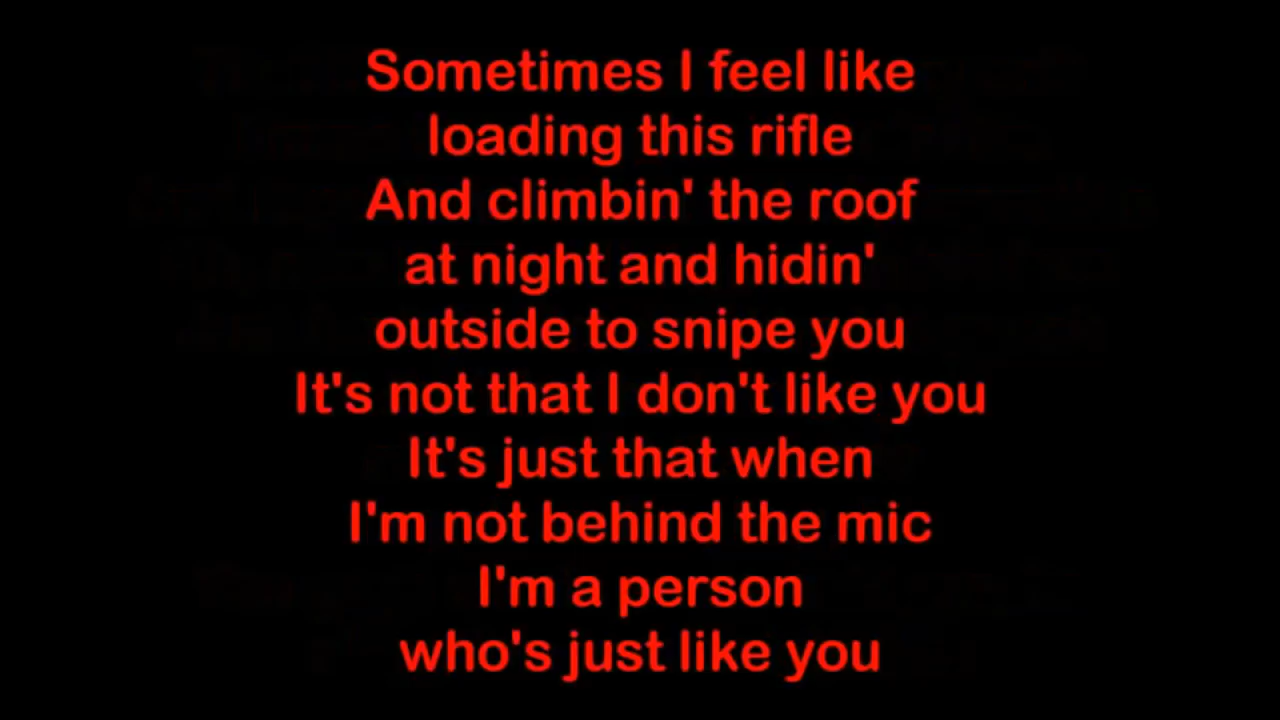 Sometimes I feel like
loading this rifle
And climbin' the roof
at night and hidin'
outside to snipe you
It's not that I don't like you
It's just that when
I'm not behind the mic
I'm a person
who's just like you